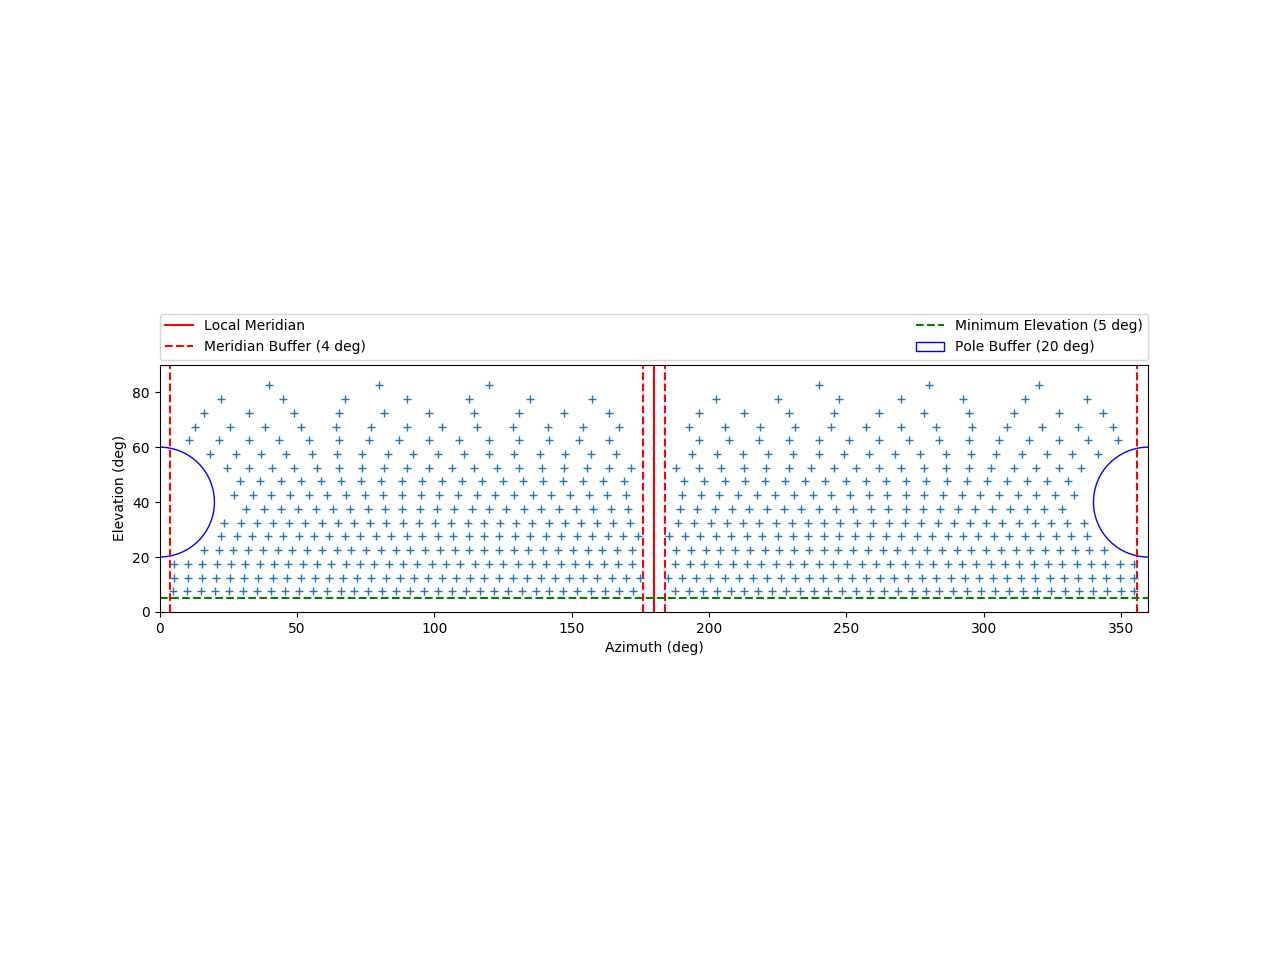 Local Meridian
Meridian Buffer (4 deg)
Minimum Elevation (5 deg)
Pole Buffer (20 deg)
80
60
40
20
0
Elevation (deg)
0 50 100 150 200 250 300 350
Azimuth (deg)